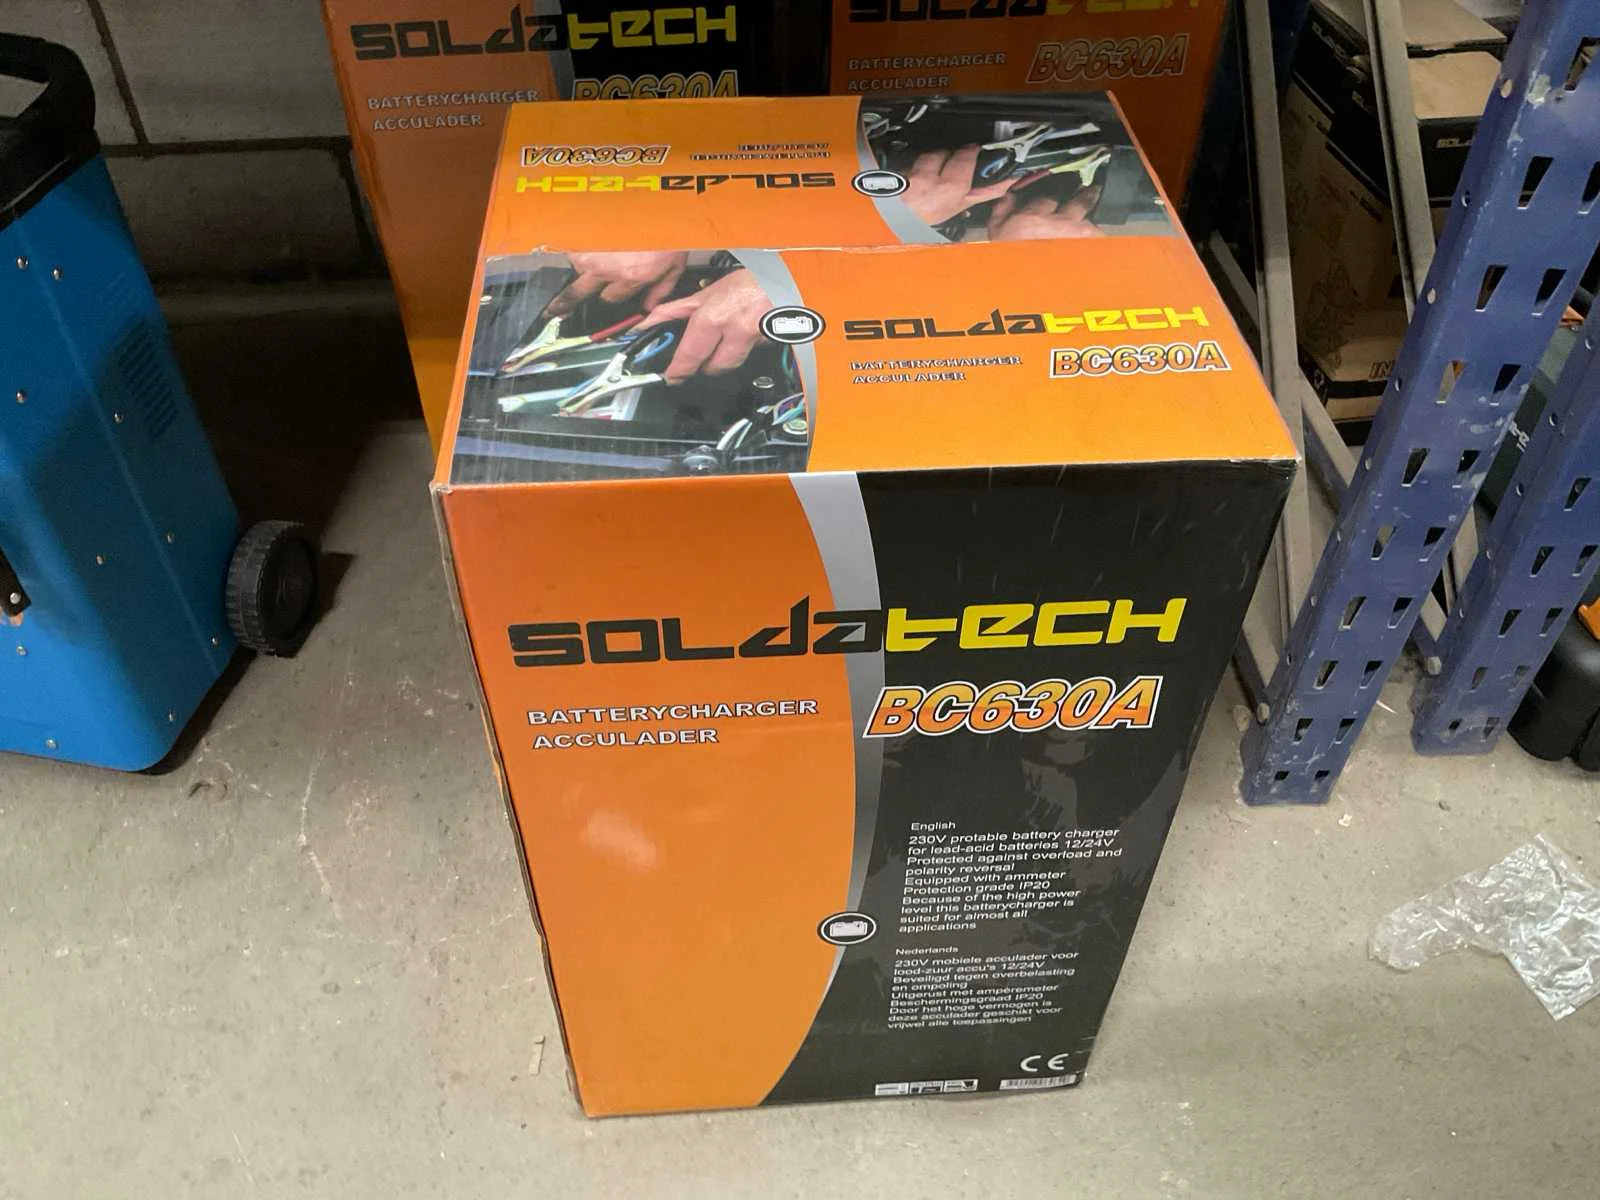 SOLDATECH
BATTERYCHARGER
ACCULADER
BC630A
SOLDATECH
BATTERYCHARGER
ACCULADER
BC630A
SOLDATECH
BATTERYCHARGER
ACCULADER
BC630A
SOLDATECH
BATTERYCHARGER
ACCULADER
BC630A
SOLDATECH
BATTERYCHARGER
ACCULADER
BC630A
English
230V protable battery charger
for lead-acid batteries 12/24V
Protected against overload and
polarity reversal
Equipped with ammeter
Protection grade IP20
Because of the high power
level this batterycharger is
suited for almost all
applications
Nederlands
230V mobiele acculader voor
lood-zuur accu's 12/24V
Beveiligd tegen overbelasting
en ompoling
Uitgerust met ampèremeter
Beschermingsgraad IP20
Door het hoge vermogen is
deze acculader geschikt voor
vrijwel alle toepassingen
CE